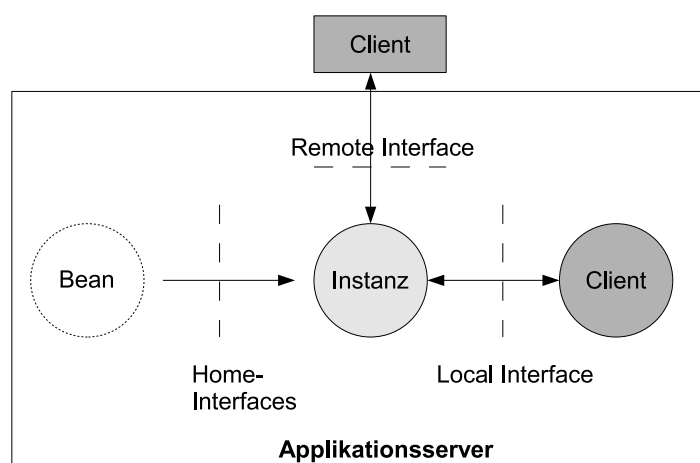 Client
Remote Interface
Bean
Instanz
Client
Home-
Interfaces
Local Interface
Applikationsserver